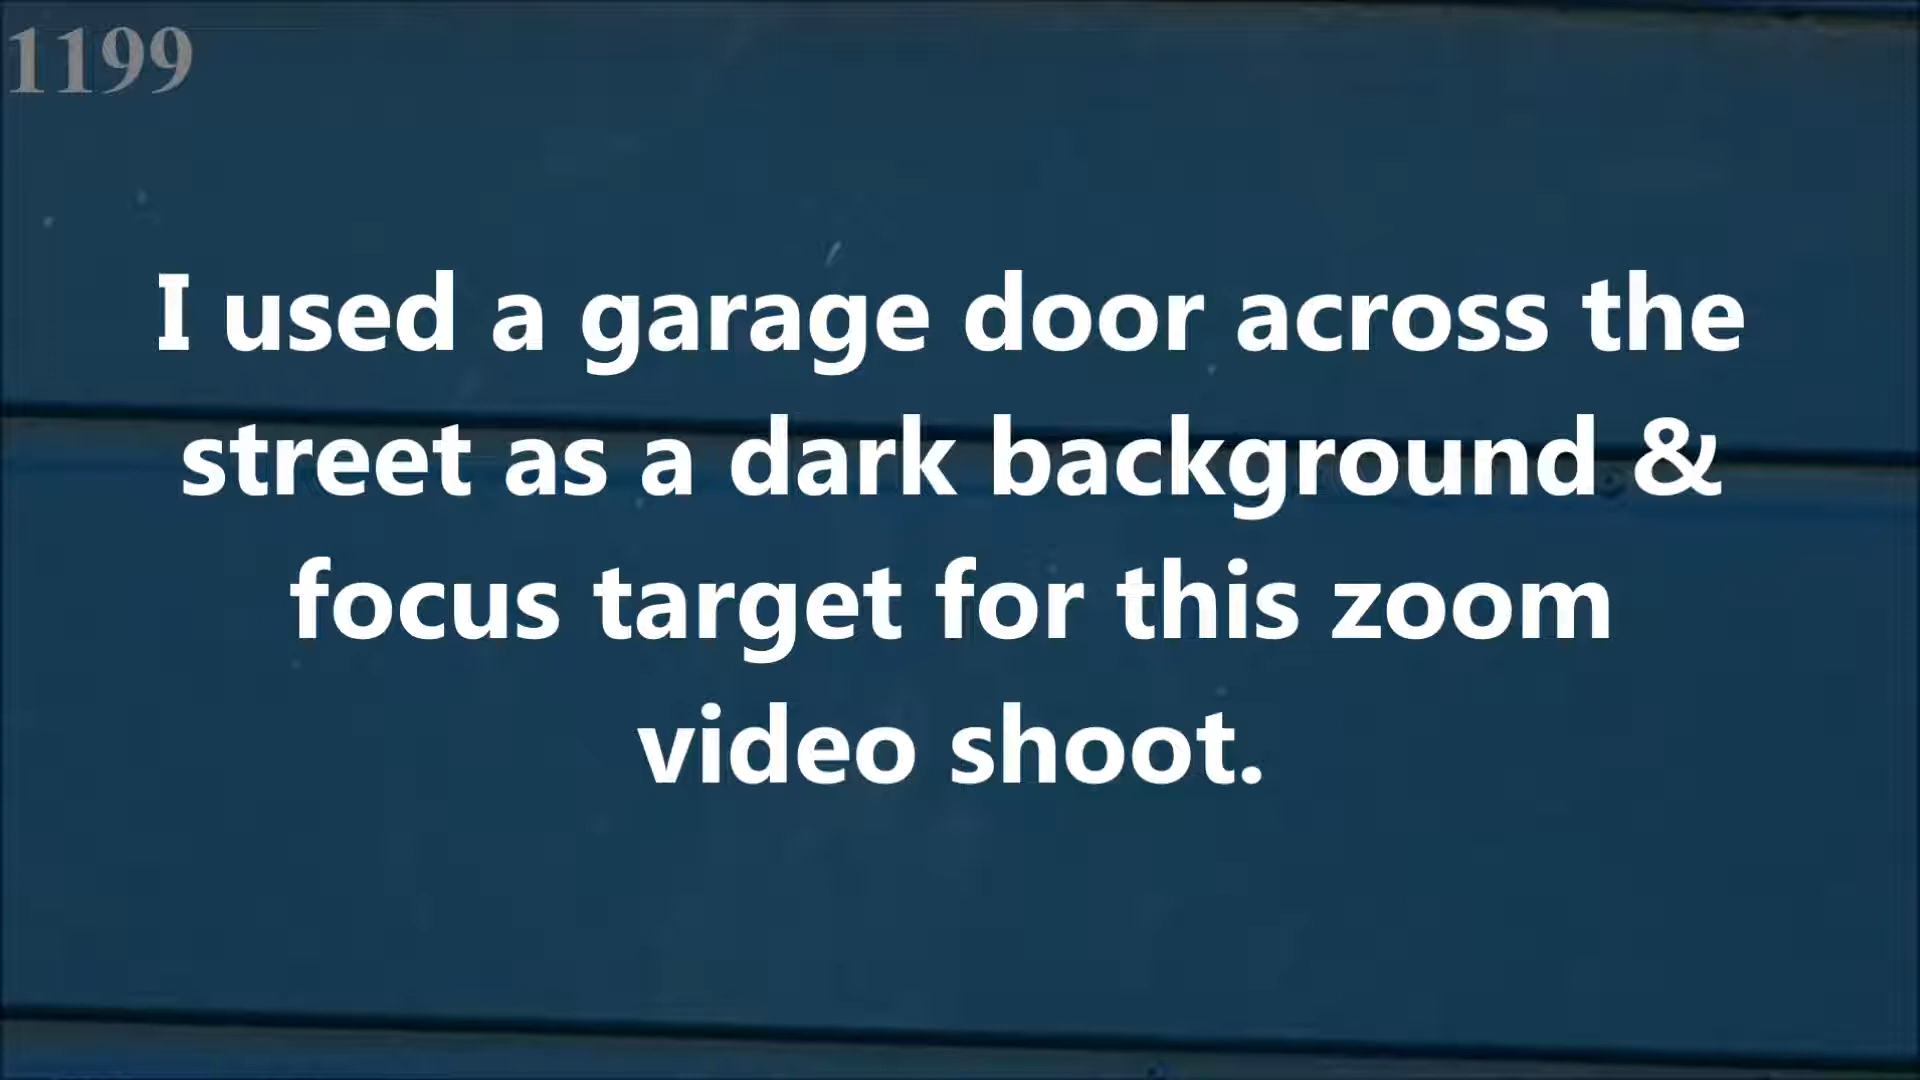 1199
I used a garage door across the
street as a dark background &
focus target for this zoom
video shoot.